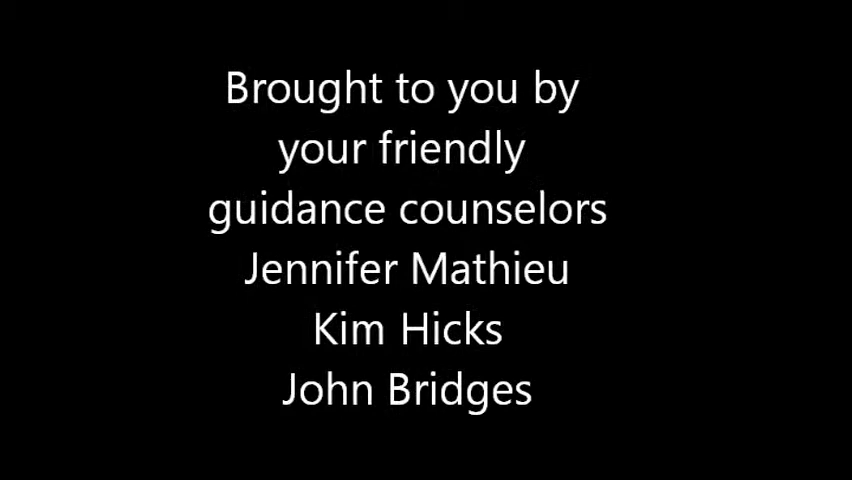 Brought to you by
your friendly
guidance counselors
Jennifer Mathieu
Kim Hicks
John Bridges